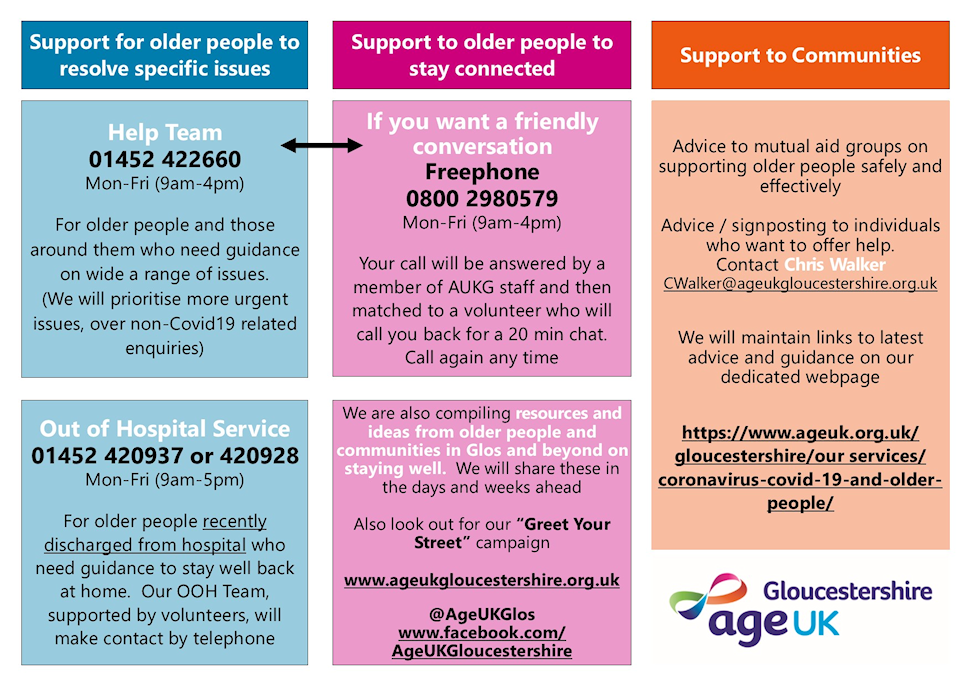 Support for older people to
resolve specific issues
Help Team
01452 422660
Mon-Fri (9am-4pm)
For older people and those
around them who need guidance
on wide a range of issues.
(We will prioritise more urgent
issues, over non-Covid19 related
enquiries)
Out of Hospital Service
01452 420937 or 420928
Mon-Fri (9am-5pm)
For older people recently
discharged from hospital who
need guidance to stay well back
at home. Our OOH Team,
supported by volunteers, will
make contact by telephone
Support to older people to
stay connected
If you want a friendly
conversation
Freephone
0800 2980579
Mon-Fri (9am-4pm)
Your call will be answered by a
member of AUKG staff and then
matched to a volunteer who will
call you back for a 20 min chat.
Call again any time
We are also compiling resources and
ideas from older people and
communities in Glos and beyond on
staying well. We will share these in
the days and weeks ahead
Also look out for our “Greet Your
Street” campaign
www.ageukgloucestershire.org.uk
@AgeUKGlos
www.facebook.com/
AgeUKGloucestershire
Support to Communities
Advice to mutual aid groups on
supporting older people safely and
effectively
Advice / signposting to individuals
who want to offer help.
Contact Chris Walker
CWalker@ageukgloucestershire.org.uk
We will maintain links to latest
advice and guidance on our
dedicated webpage
https://www.ageuk.org.uk/
gloucestershire/our services/
coronavirus-covid-19-and-older-
people/
Gloucestershire
age UK